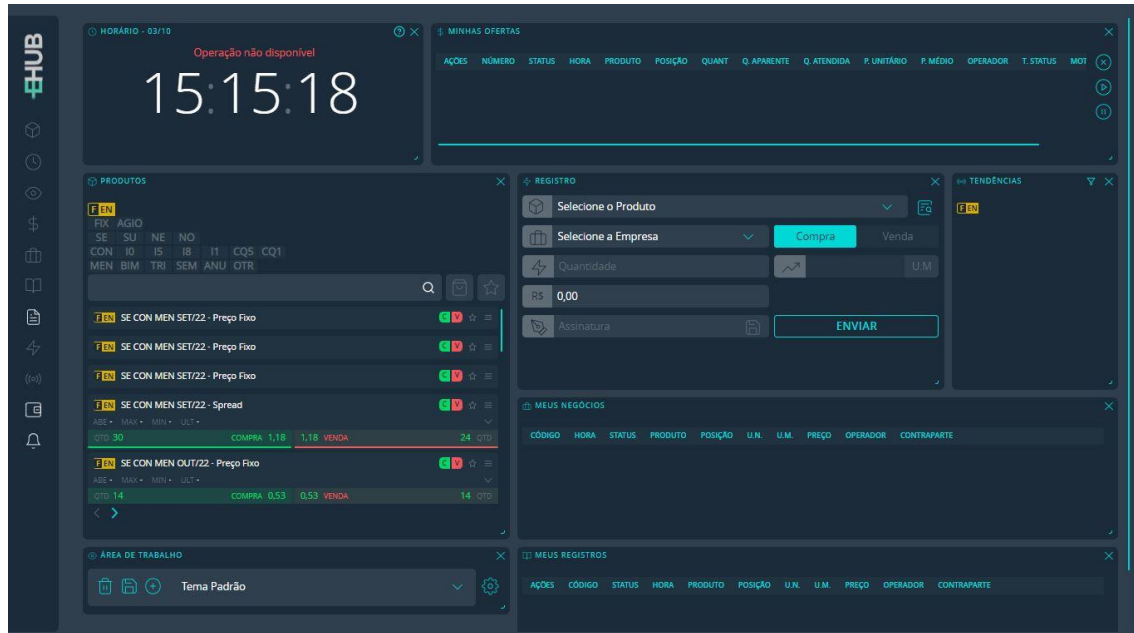 EHUB
HORÁRIO - 03/10
Operação não disponível
15:15:18
MINHAS OFERTAS
AÇÕES NÚMERO STATUS HORA PRODUTO POSIÇÃO QUANT Q. APARENTE Q. ATENDIDA P. UNITÁRIO P. MÉDIO OPERADOR T. STATUS MOT
PRODUTOS
F EN
FIX AGIO
SE SU NE NO
CON I0 I5 I8 I1 CQ5 CQ1
MEN BIM TRI SEM ANU OTR
F EN SE CON MEN SET/22 - Preço Fixo C V
F EN SE CON MEN SET/22 - Preço Fixo C V
F EN SE CON MEN SET/22 - Preço Fixo C V
F EN SE CON MEN SET/22 - Spread C V
ABE - MAX - MIN - ULT -
QTD 30 COMPRA 1,18 1,18 VENDA 24 QTD
F EN SE CON MEN OUT/22 - Preço Fixo C V
ABE - MAX - MIN - ULT -
QTD 14 COMPRA 0,53 0,53 VENDA 14 QTD
REGISTRO
Selecione o Produto
Selecione a Empresa Compra Venda
Quantidade U.M
R$ 0,00
Assinatura ENVIAR
TENDÊNCIAS
F EN
MEUS NEGÓCIOS
CÓDIGO HORA STATUS PRODUTO POSIÇÃO U.N. U.M. PREÇO OPERADOR CONTRAPARTE
ÁREA DE TRABALHO
Tema Padrão
MEUS REGISTROS
AÇÕES CÓDIGO STATUS HORA PRODUTO POSIÇÃO U.N. U.M. PREÇO OPERADOR CONTRAPARTE